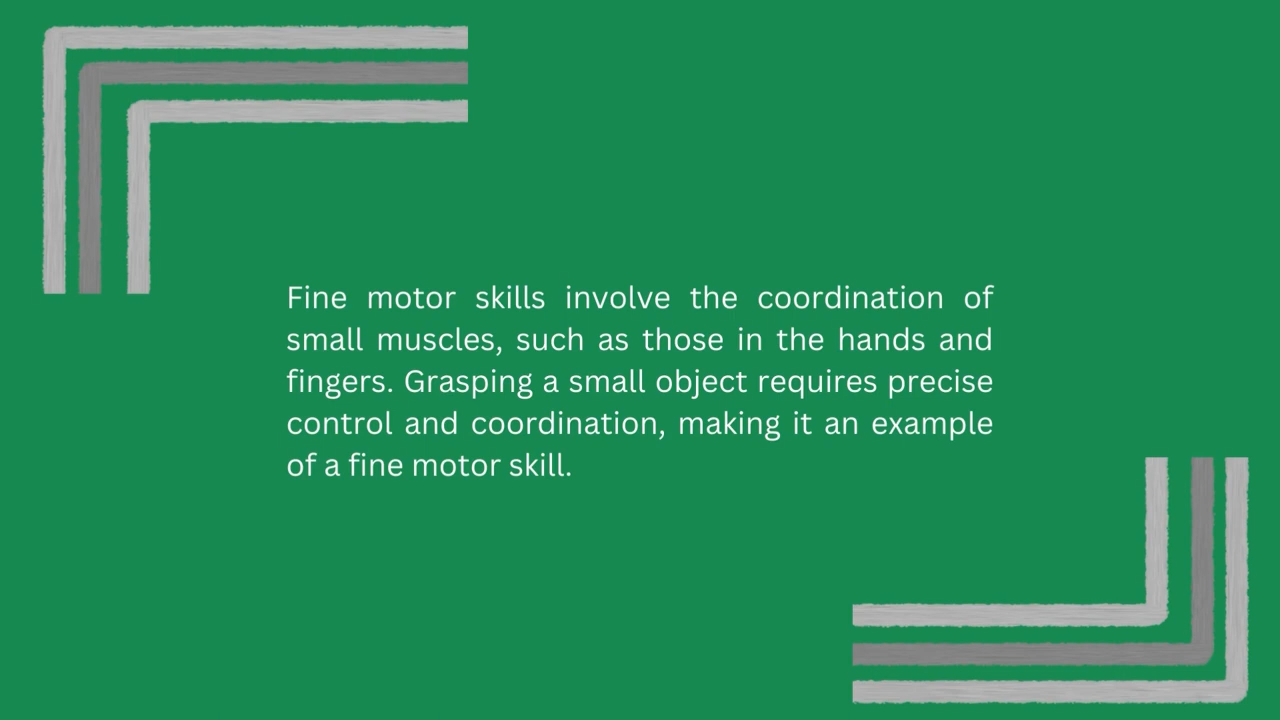 Fine motor skills involve the coordination of
small muscles, such as those in the hands and
fingers. Grasping a small object requires precise
control and coordination, making it an example
of a fine motor skill.